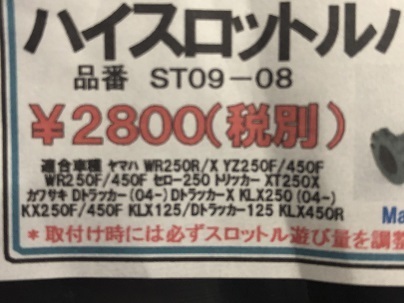 ハイスロットル
品番 ST09-08
¥2800(税別)
適合車種 ヤマハ WR250R/X YZ250F/450F
WR250F/450F セロー250 トリッカー XT250X
カワサキ Dトラッカー(04-) DトラッカーX KLX250 (04-)
KX250F/450F KLX125/Dトラッカー125 KLX450R
*取付け時には必ずスロットル遊び量を調整
Ma